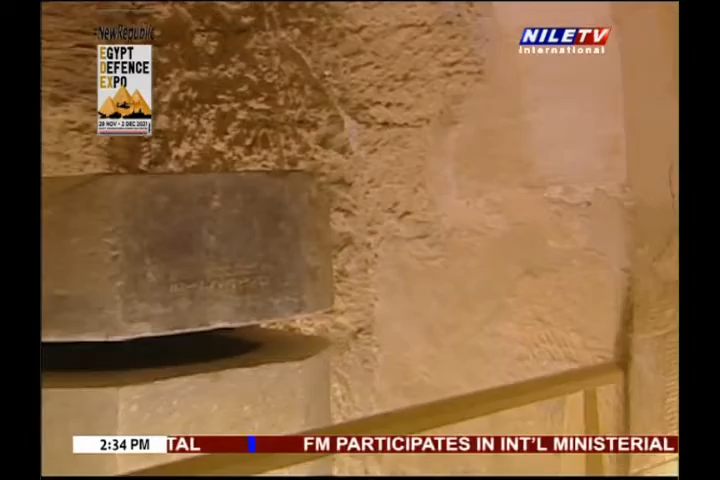 NewRepublic
EGYPT
DEFENCE
EXPO
29 NOV - 2 DEC 2021
NILETV
International
2:34 PM
TAL FM PARTICIPATES IN INT'L MINISTERIAL